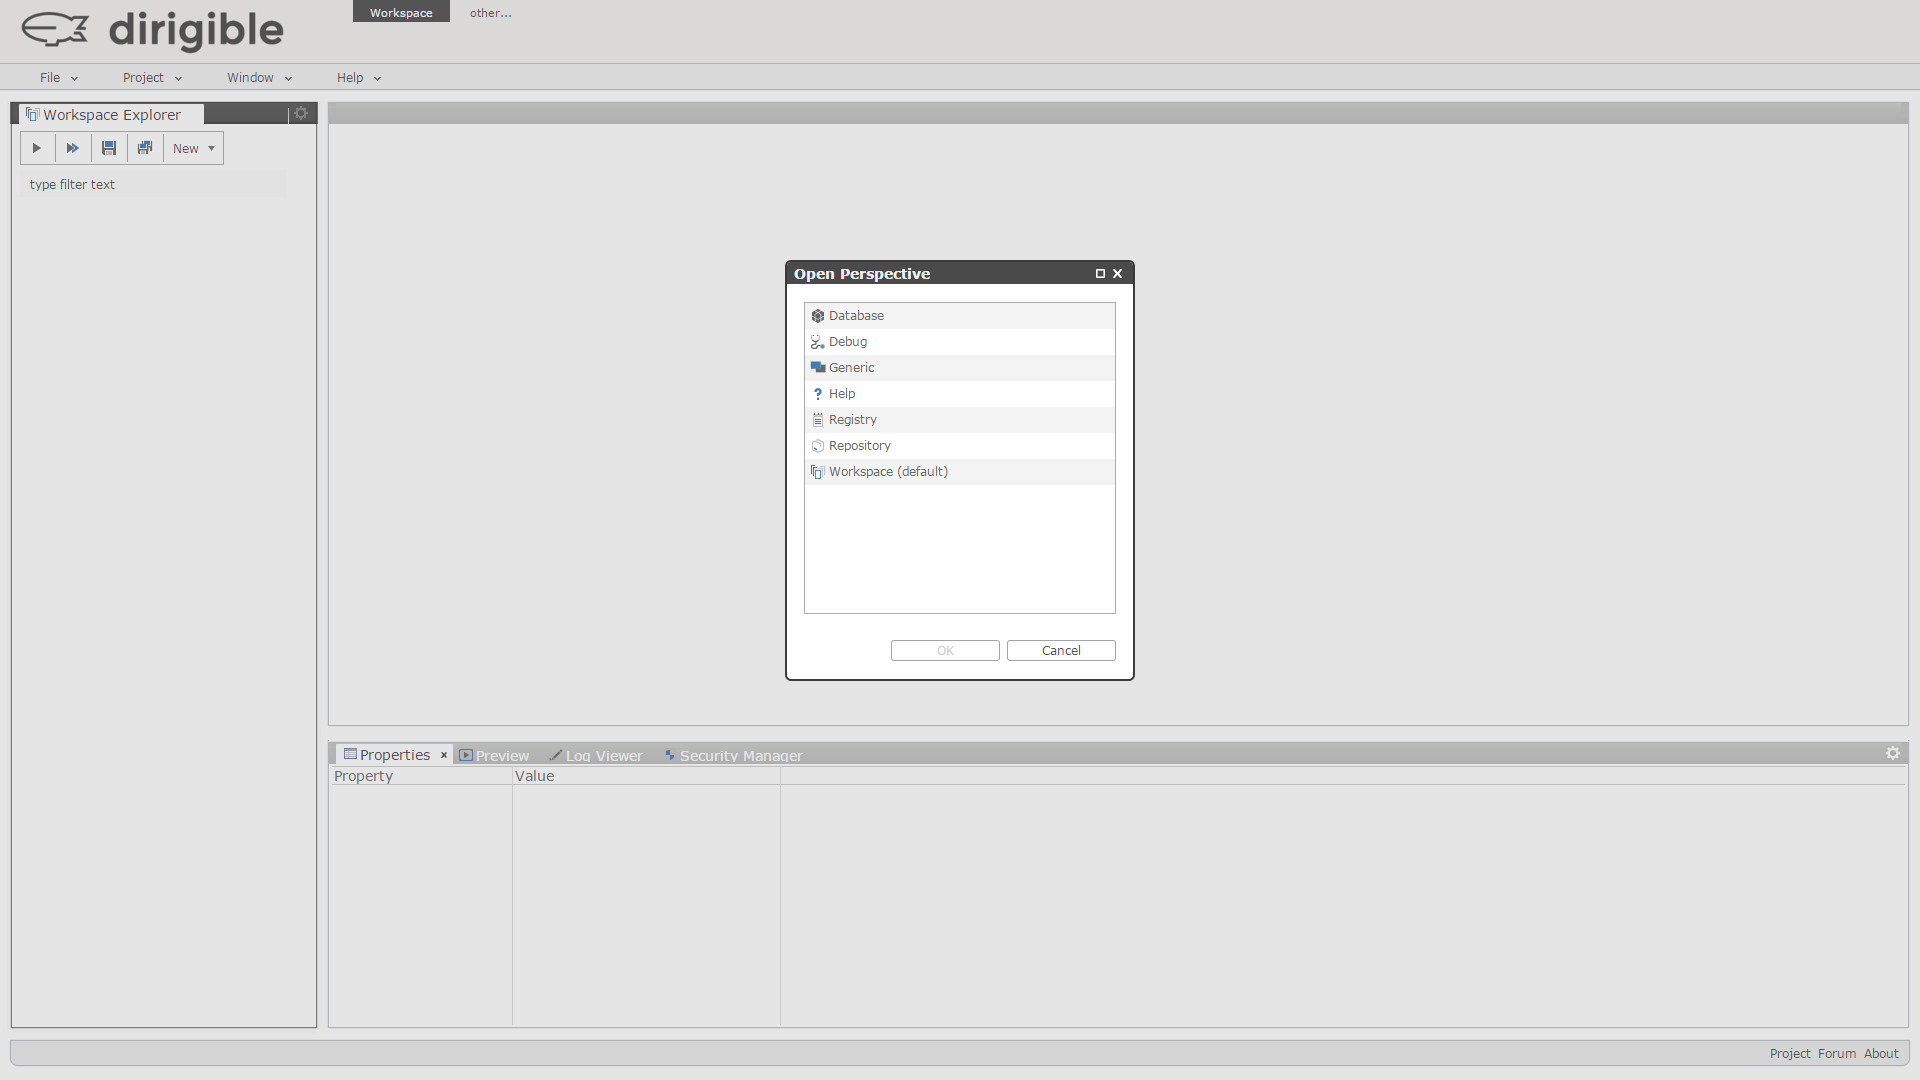 dirigible
Workspace other...
File Project Window Help
Workspace Explorer
New
type filter text
Open Perspective
Database
Debug
Generic
Help
Registry
Repository
Workspace (default)
OK Cancel
Properties Preview Log Viewer Security Manager
Property Value
Project Forum About